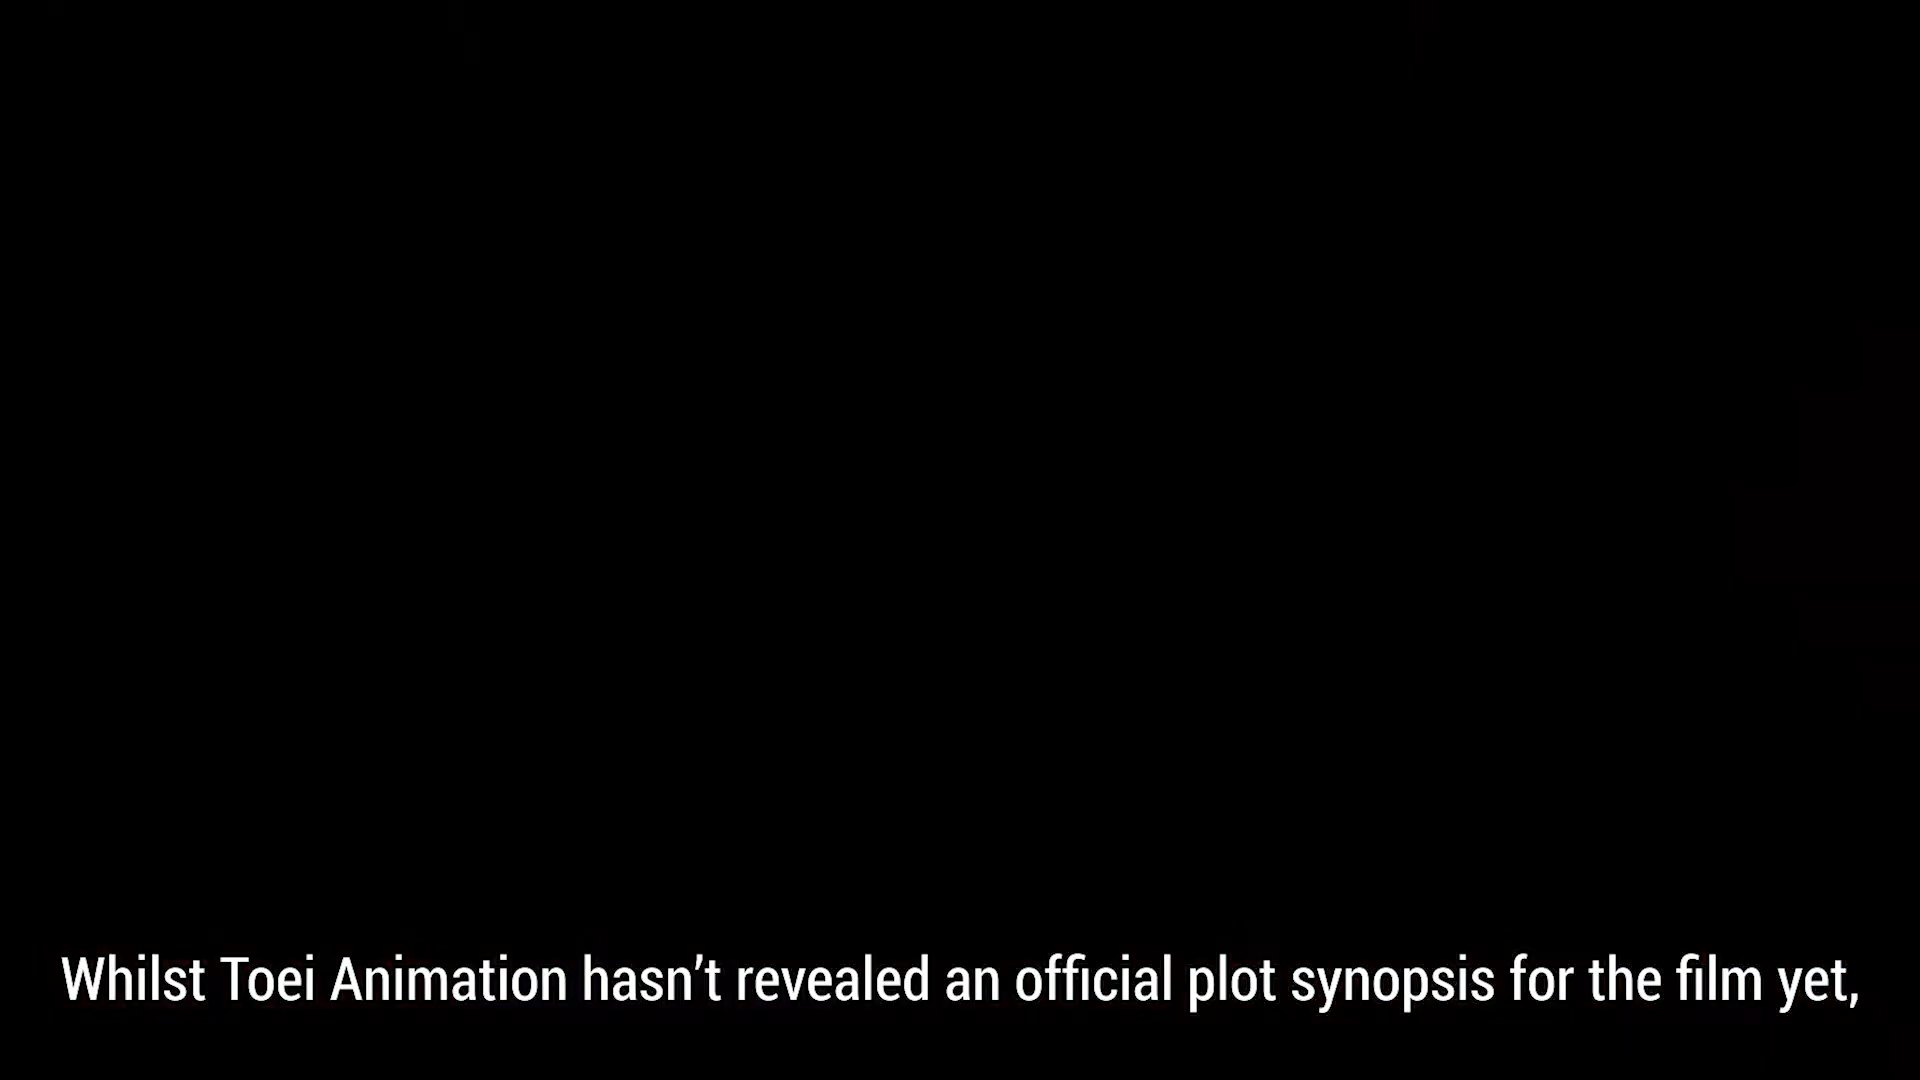 Whilst Toei Animation hasn’t revealed an official plot synopsis for the film yet,